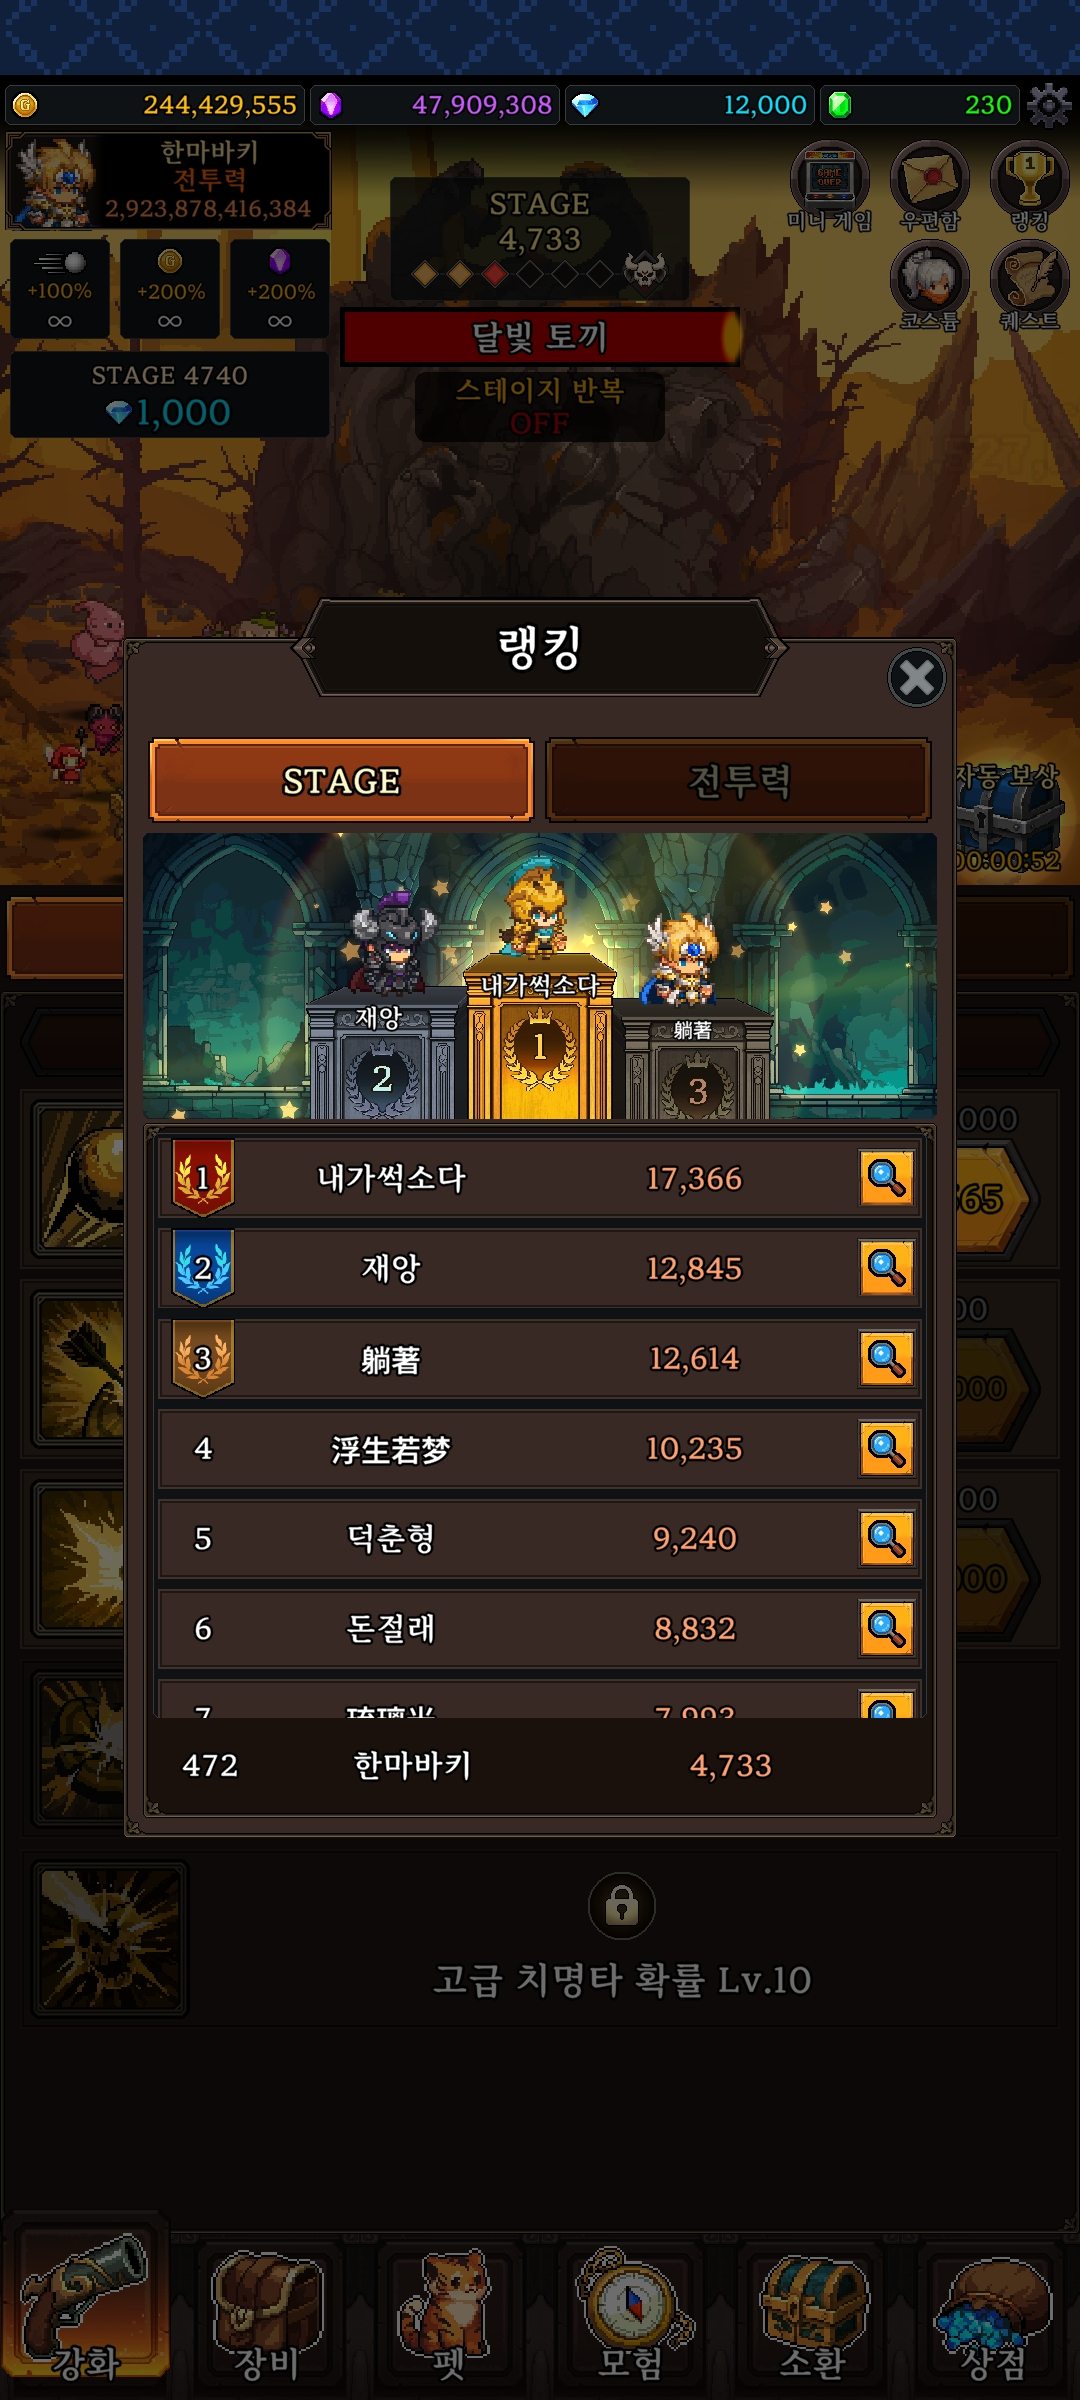 244,429,555
47,909,308
12,000
230
한마바키
전투력
2,923,878,416,384
+100%
∞
+200%
∞
+200%
∞
STAGE 4740
1,000
STAGE
4,733
달빛 토끼
스테이지 반복
OFF
미니 게임
우편함
랭킹
코스튬
퀘스트
랭킹
STAGE
전투력
자동 보상
00:00:52
내가썩소다
재앙
躺著
1
2
3
1 내가썩소다 17,366
2 재앙 12,845
3 躺著 12,614
4 浮生若梦 10,235
5 덕춘형 9,240
6 돈절래 8,832
7 琉璃光 7,993
472 한마바키 4,733
고급 치명타 확률 Lv.10
강화
장비
펫
모험
소환
상점